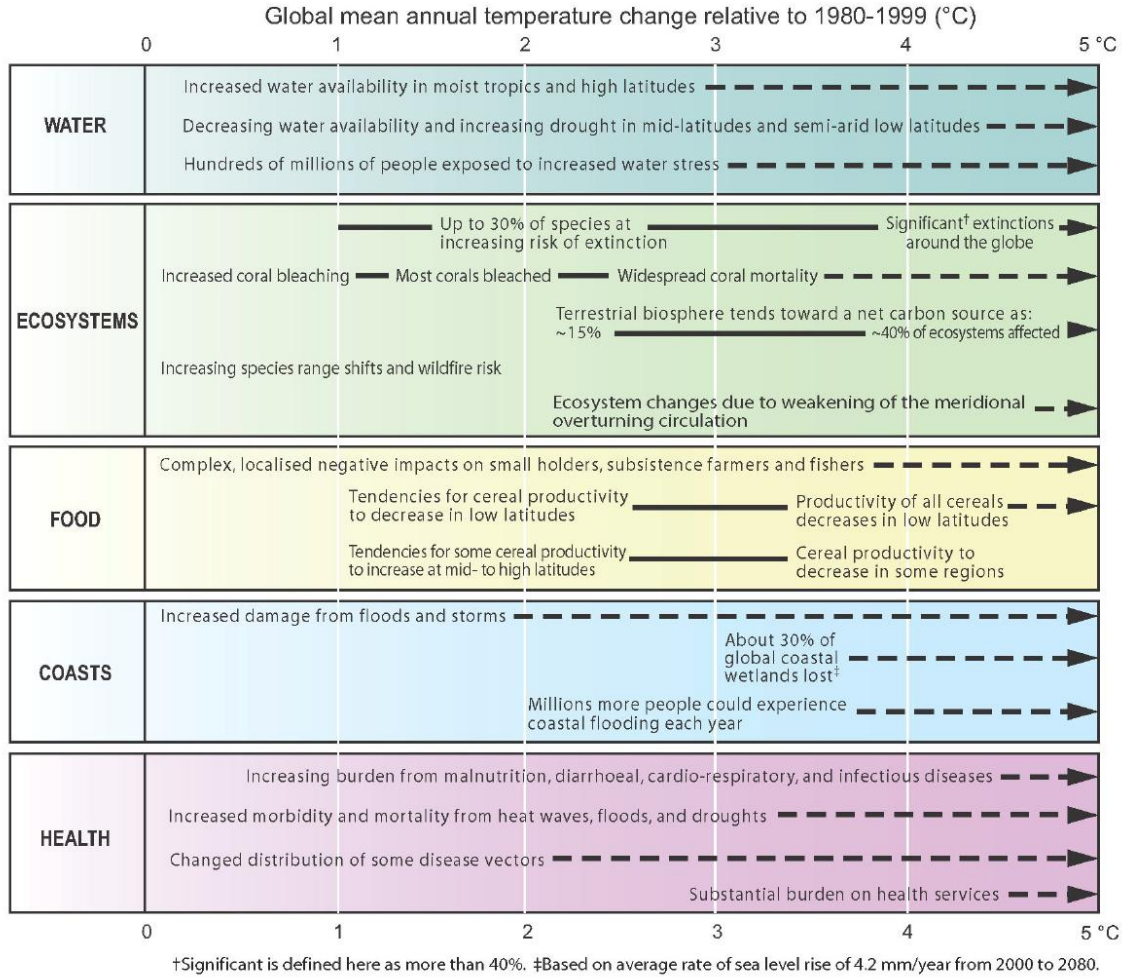 Global mean annual temperature change relative to 1980-1999 (°C)
0 1 2 3 4 5 °C
WATER
Increased water availability in moist tropics and high latitudes
Decreasing water availability and increasing drought in mid-latitudes and semi-arid low latitudes
Hundreds of millions of people exposed to increased water stress
ECOSYSTEMS
Up to 30% of species at
increasing risk of extinction
Significant† extinctions
around the globe
Increased coral bleaching Most corals bleached Widespread coral mortality
Terrestrial biosphere tends toward a net carbon source as:
~15% ~40% of ecosystems affected
Increasing species range shifts and wildfire risk
Ecosystem changes due to weakening of the meridional
overturning circulation
FOOD
Complex, localised negative impacts on small holders, subsistence farmers and fishers
Tendencies for cereal productivity
to decrease in low latitudes
Productivity of all cereals
decreases in low latitudes
Tendencies for some cereal productivity
to increase at mid- to high latitudes
Cereal productivity to
decrease in some regions
COASTS
Increased damage from floods and storms
About 30% of
global coastal
wetlands lost‡
Millions more people could experience
coastal flooding each year
HEALTH
Increasing burden from malnutrition, diarrhoeal, cardio-respiratory, and infectious diseases
Increased morbidity and mortality from heat waves, floods, and droughts
Changed distribution of some disease vectors
Substantial burden on health services
0 1 2 3 4 5 °C
†Significant is defined here as more than 40%. ‡Based on average rate of sea level rise of 4.2 mm/year from 2000 to 2080.